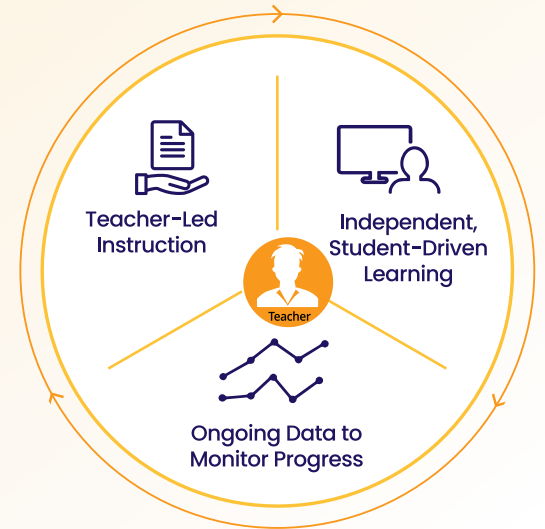 Teacher-Led
Instruction
Independent,
Student-Driven
Learning
Teacher
Ongoing Data to
Monitor Progress